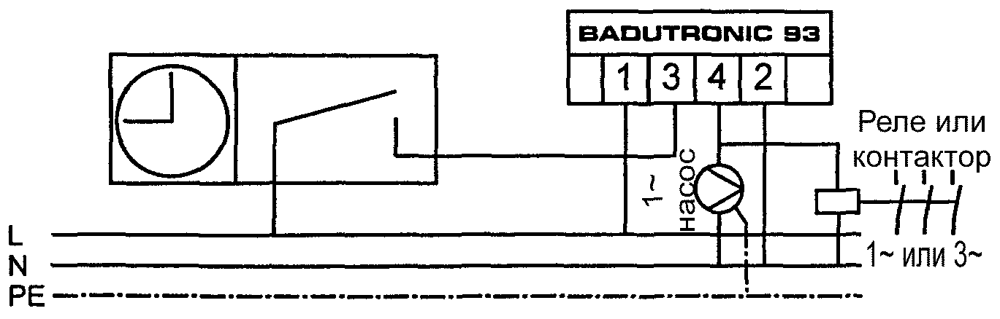 BADUTRONIC 93
1 3 4 2
Реле или
контактор
1~
насос
L
N
PE
1~ или 3~